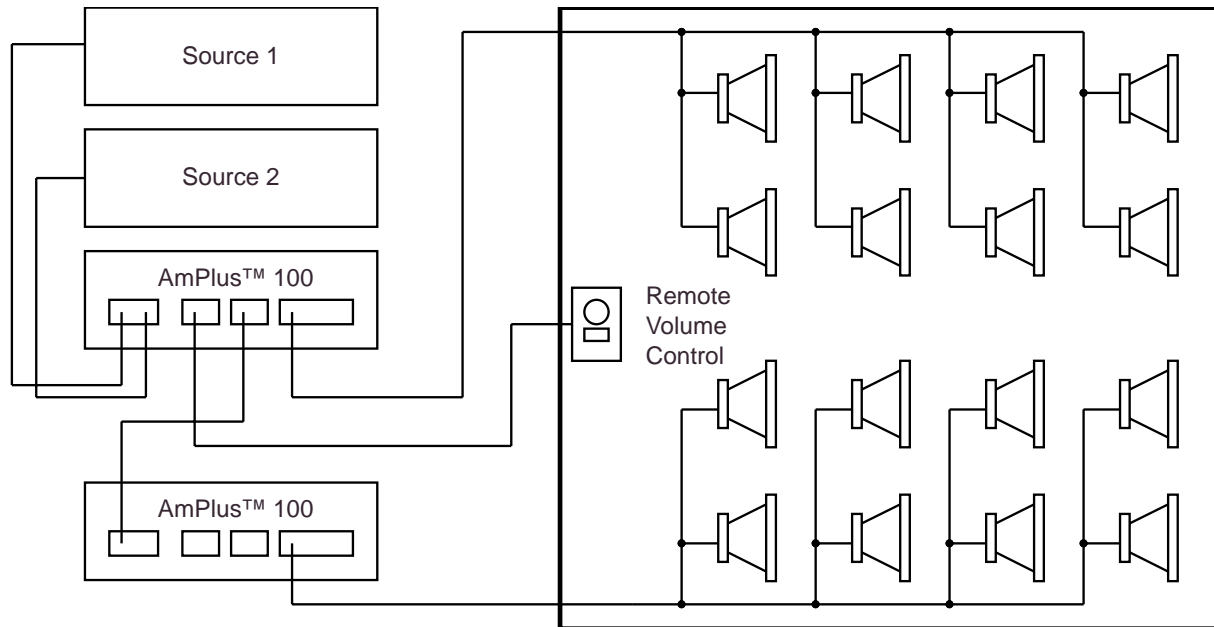 Source 1
Source 2
AmPlus™ 100
Remote
Volume
Control
AmPlus™ 100